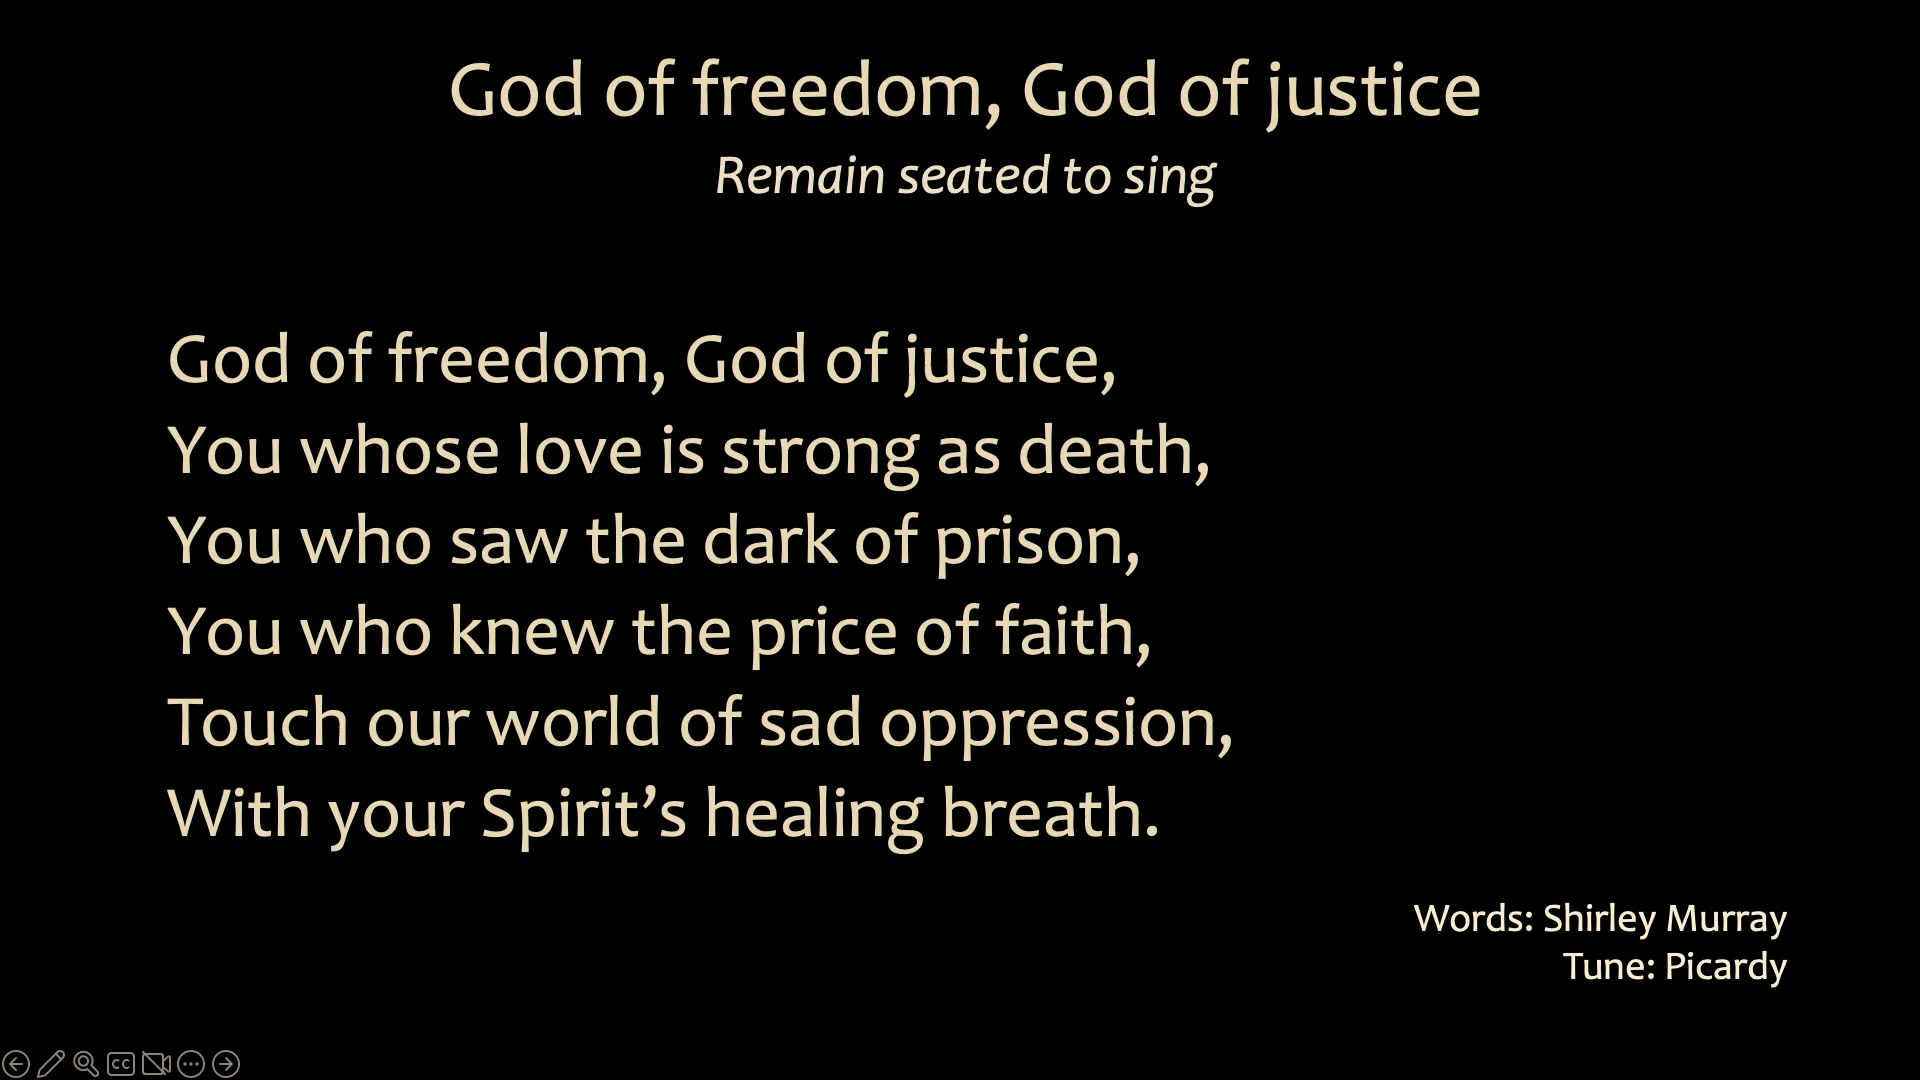 God of freedom, God of justice
Remain seated to sing
God of freedom, God of justice,
You whose love is strong as death,
You who saw the dark of prison,
You who knew the price of faith,
Touch our world of sad oppression,
With your Spirit’s healing breath.
Words: Shirley Murray
Tune: Picardy
CC